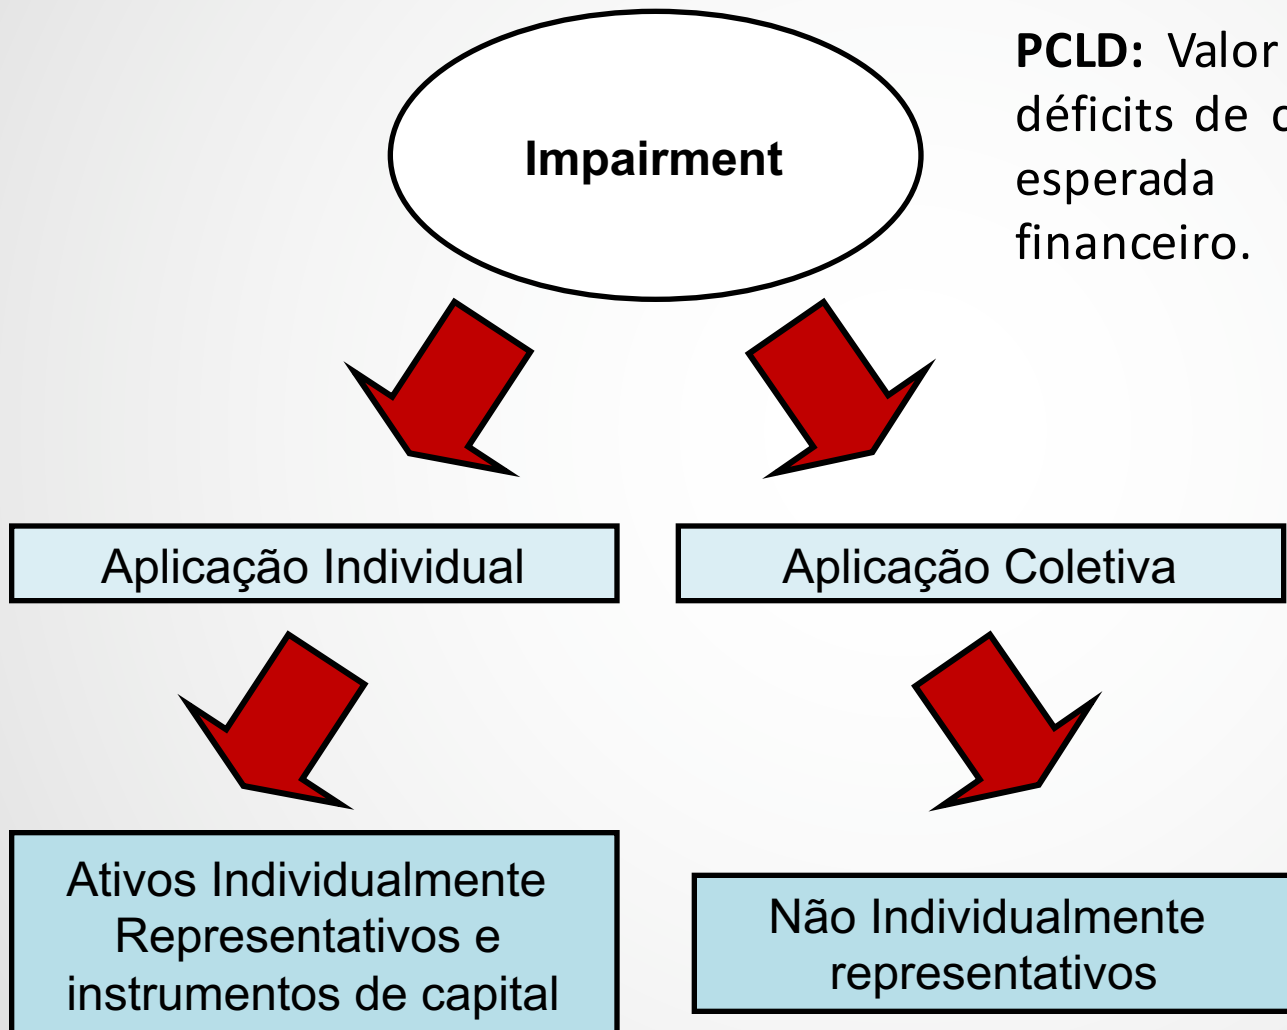 Impairment
PCLD: Valor
déficits de
esperada
financeiro.
Aplicação Individual
Aplicação Coletiva
Ativos Individualmente
Representativos e
instrumentos de capital
Não Individualmente
representativos